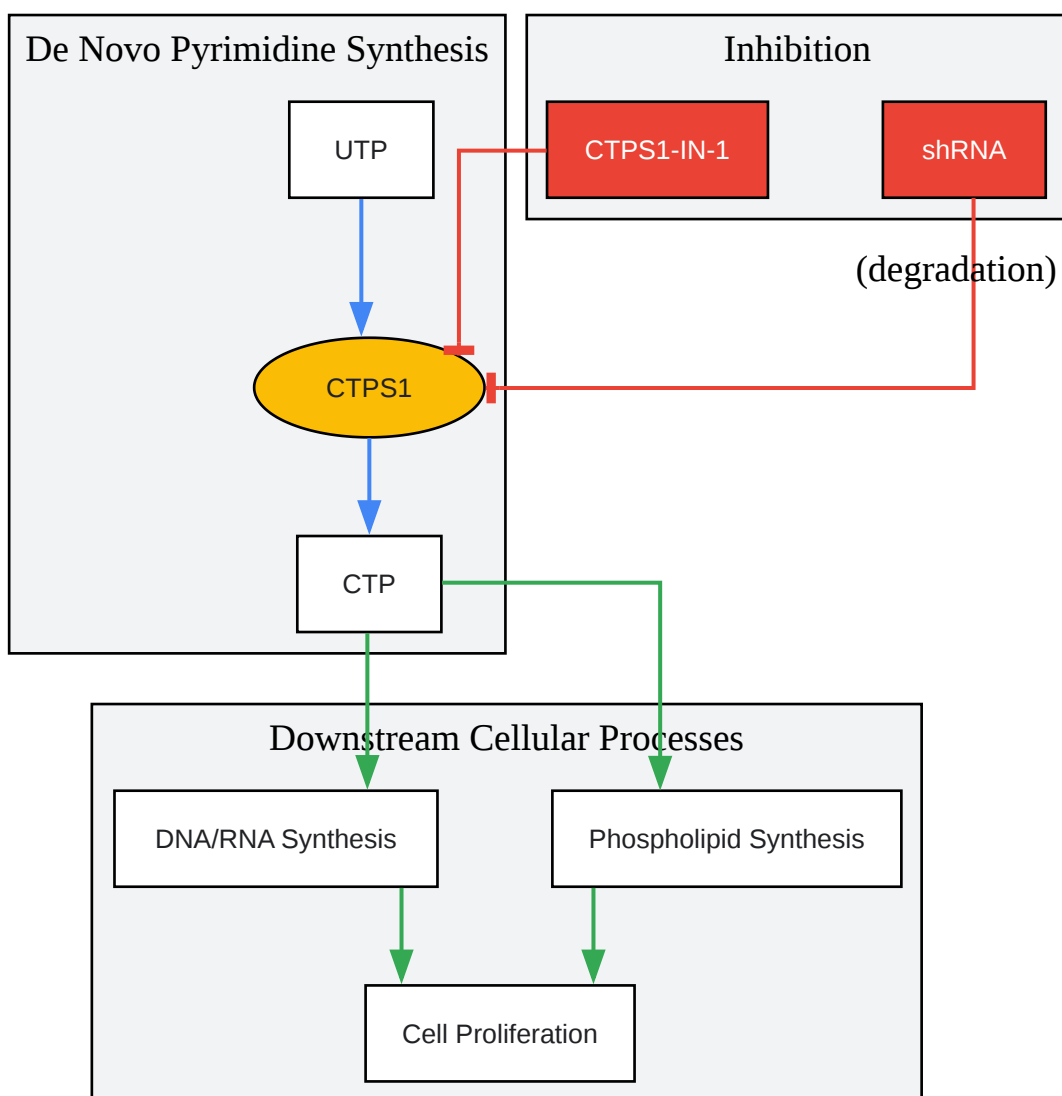 De Novo Pyrimidine Synthesis
Inhibition
UTP
CTPS1-IN-1
shRNA
(degradation)
CTPS1
CTP
Downstream Cellular Processes
DNA/RNA Synthesis
Phospholipid Synthesis
Cell Proliferation